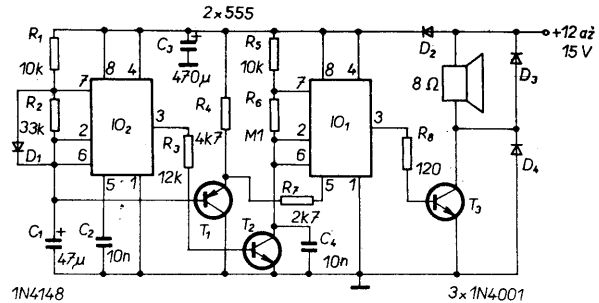 2×555
+12 až
15 V
R1
10k
R2
33k
D1
C1
47µ
C2
10n
7
2
6
8
4
IO2
3
5
1
C3
470µ
R3
12k
R4
4k7
T1
T2
R5
10k
R6
M1
R7
2k7
C4
10n
7
2
6
8
4
IO1
3
5
1
R8
120
T3
D2
8 Ω
D3
D4
1N4148
3×1N4001